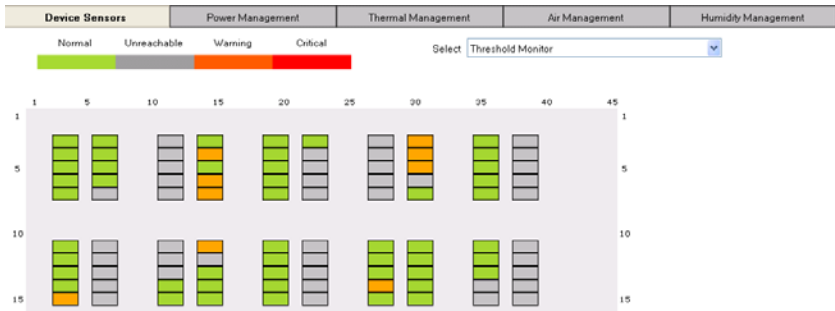 Device Sensors Power Management Thermal Management Air Management Humidity Management
Normal Unreachable Warning Critical
Select Threshold Monitor
1 5 10 15 20 25 30 35 40 45
1 1
5 5
10 10
15 15